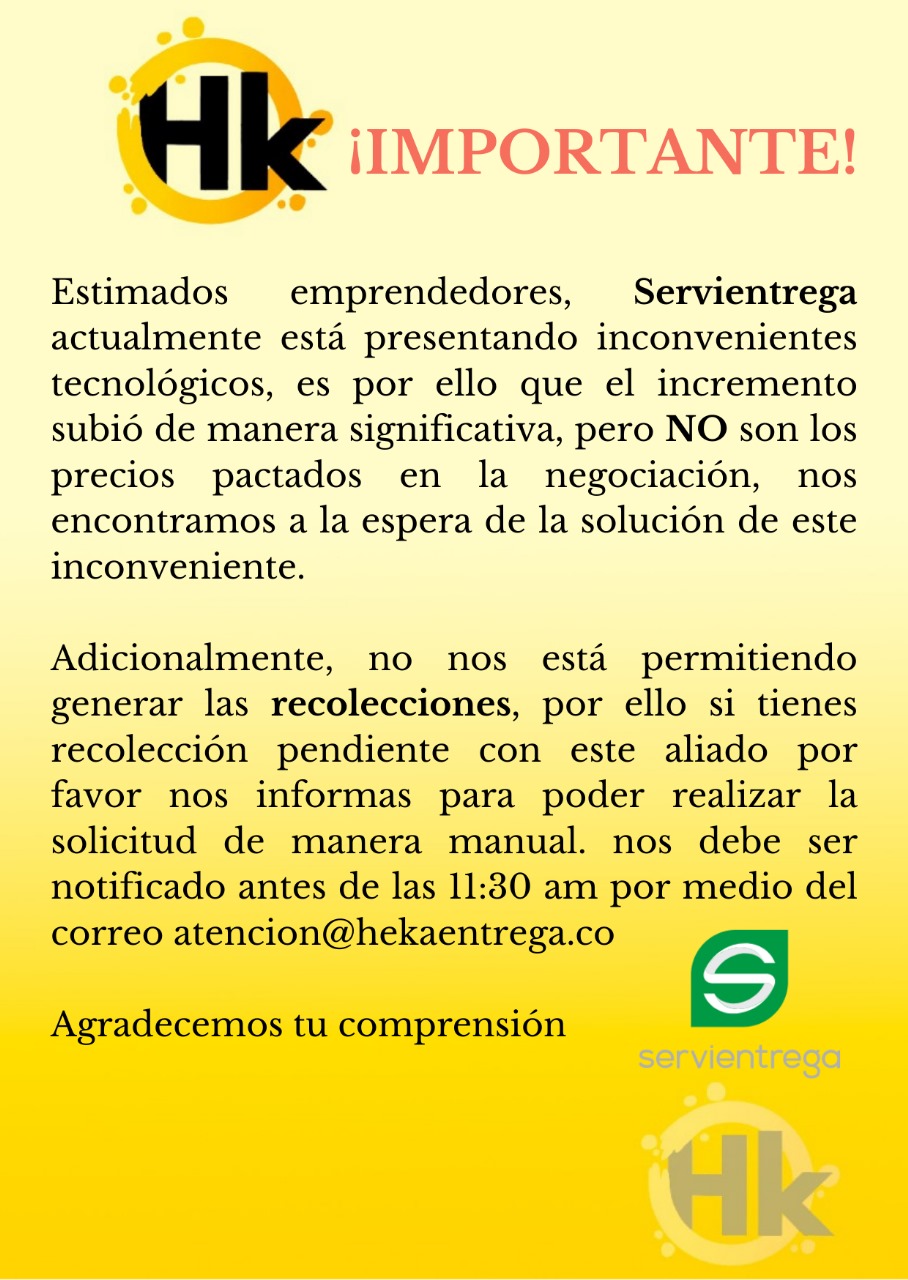 Hk
¡IMPORTANTE!
Estimados emprendedores, Servientrega
actualmente está presentando inconvenientes
tecnológicos, es por ello que el incremento
subió de manera significativa, pero NO son los
precios pactados en la negociación, nos
encontramos a la espera de la solución de este
inconveniente.
Adicionalmente, no nos está permitiendo
generar las recolecciones, por ello si tienes
recolección pendiente con este aliado por
favor nos informas para poder realizar la
solicitud de manera manual. nos debe ser
notificado antes de las 11:30 am por medio del
correo atencion@hekaentrega.co
Agradecemos tu comprensión
S
servientrega
Hk